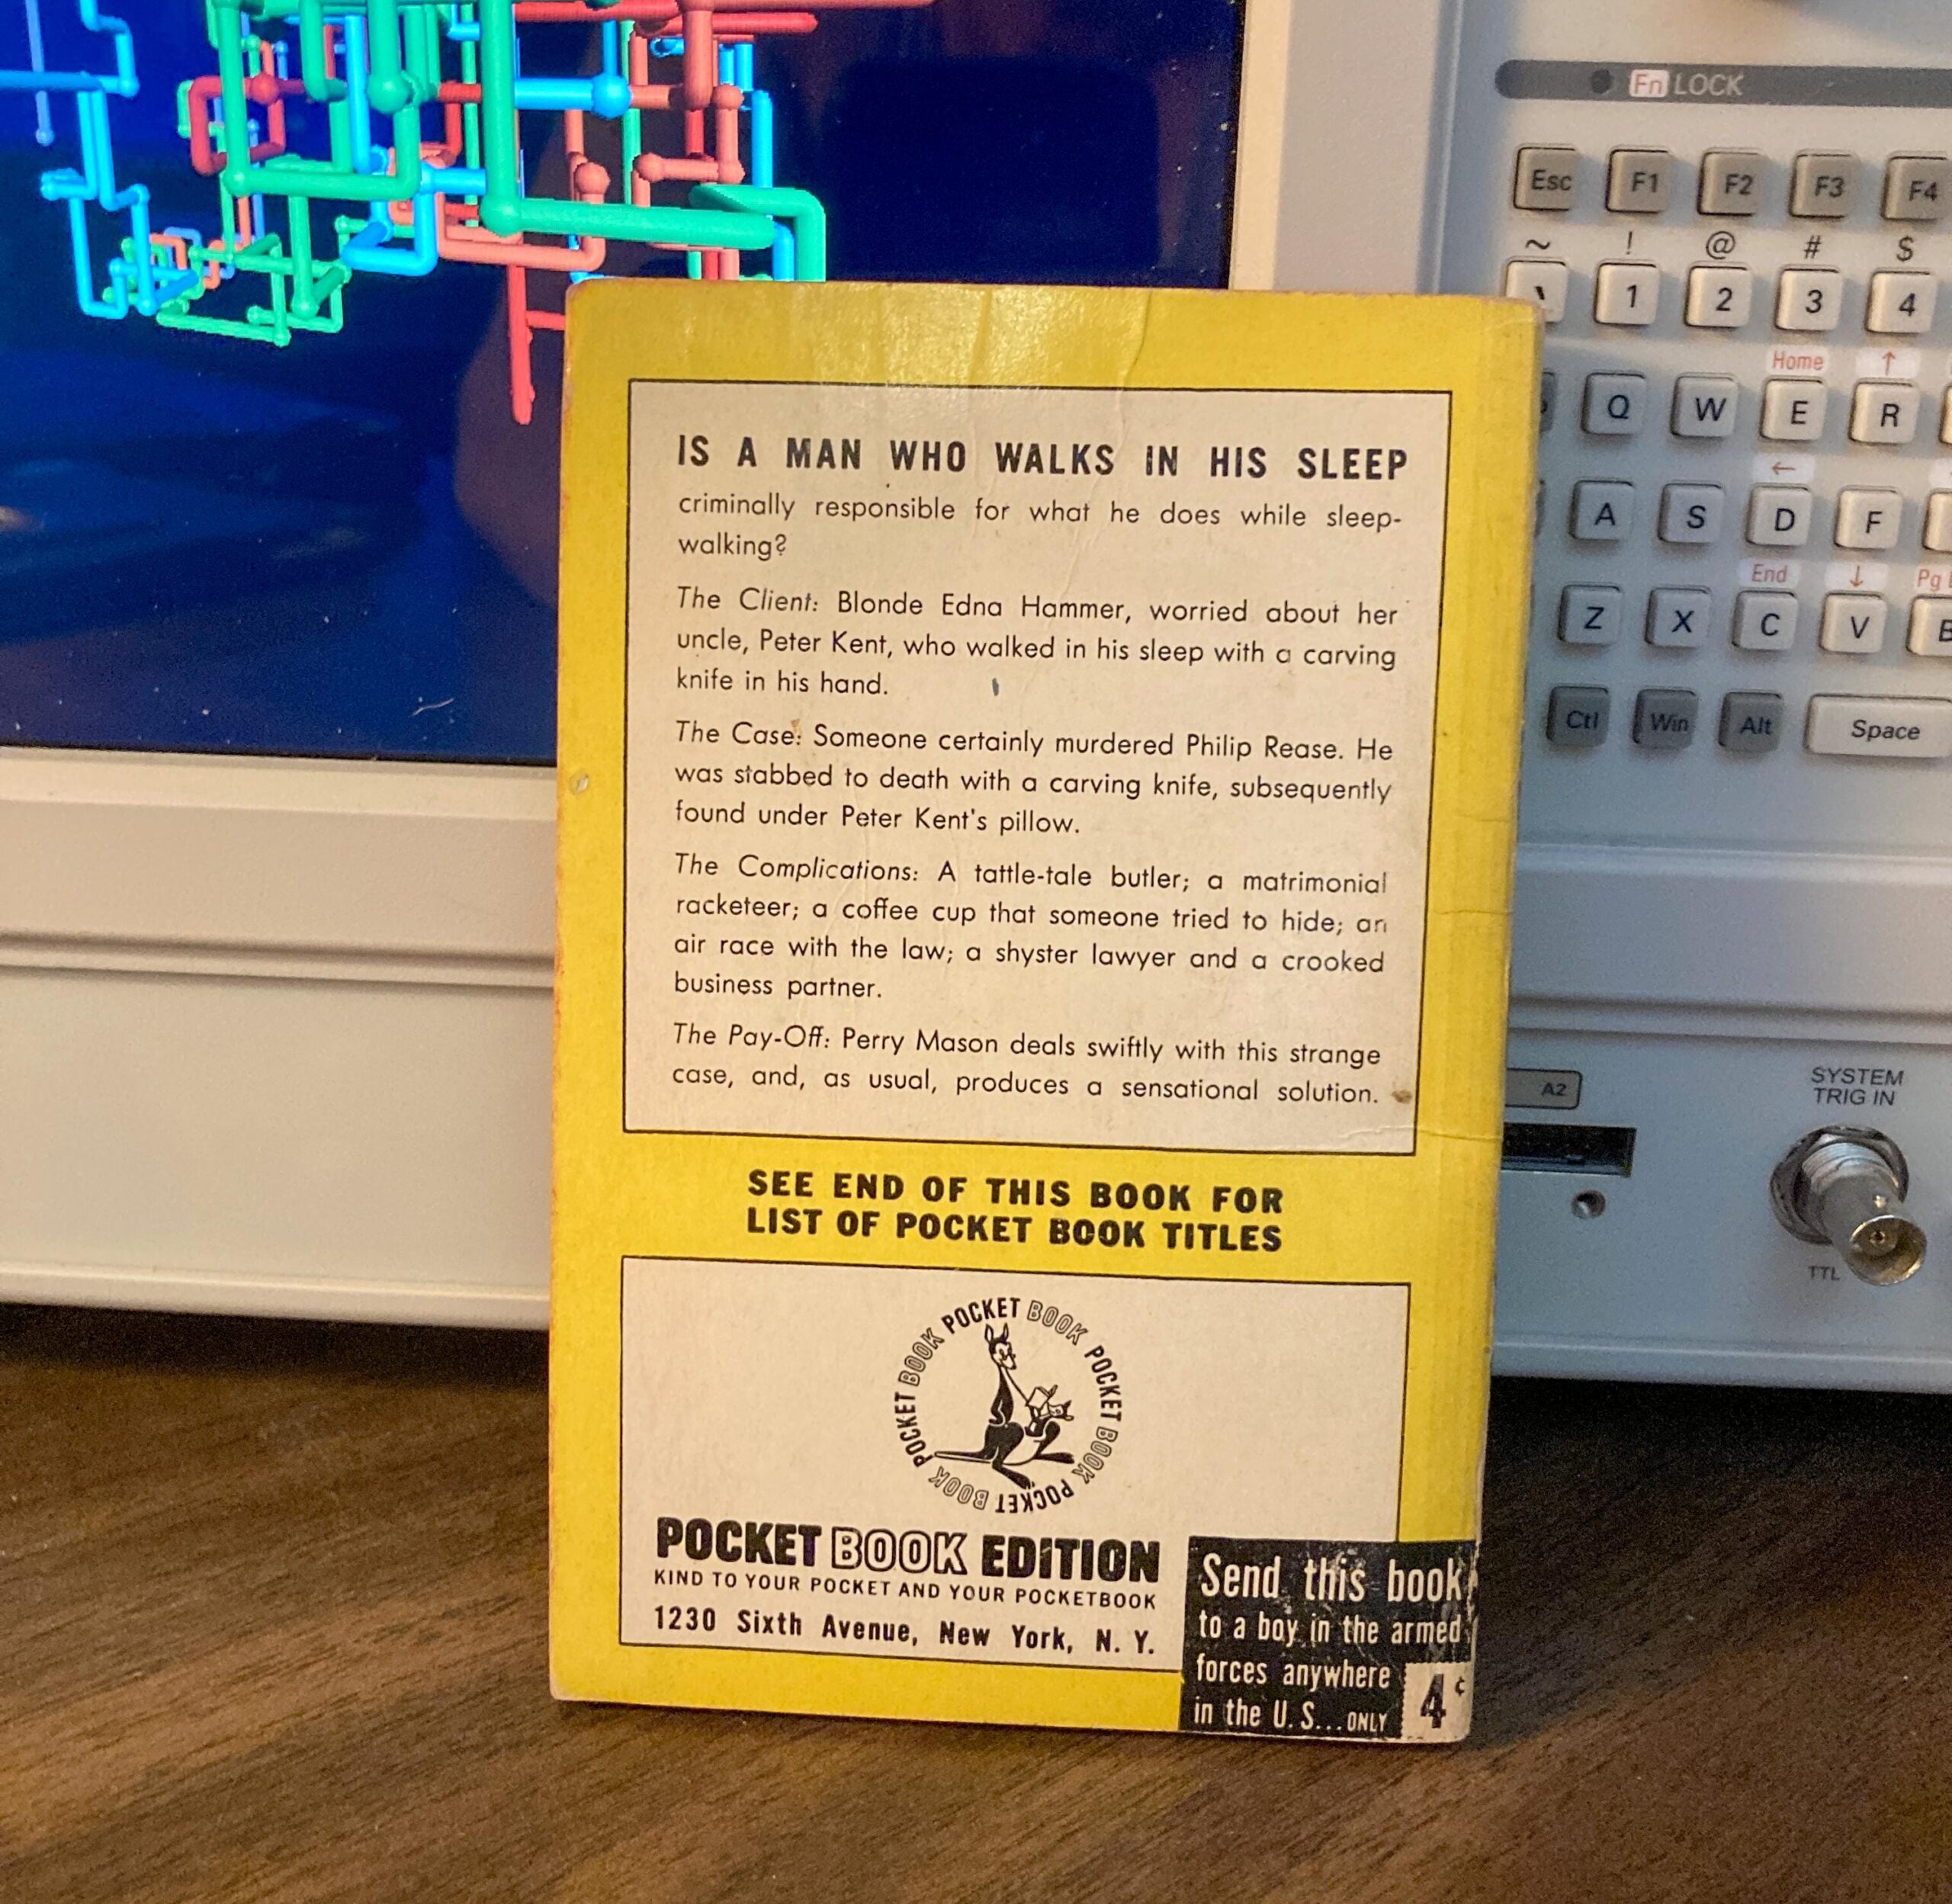 IS A MAN WHO WALKS IN HIS SLEEP
criminally responsible for what he does while sleep-
walking?
The Client: Blonde Edna Hammer, worried about her
uncle, Peter Kent, who walked in his sleep with a carving
knife in his hand.
The Case: Someone certainly murdered Philip Rease. He
was stabbed to death with a carving knife, subsequently
found under Peter Kent's pillow.
The Complications: A tattle-tale butler; a matrimonial
racketeer; a coffee cup that someone tried to hide; an
air race with the law; a shyster lawyer and a crooked
business partner.
The Pay-Off: Perry Mason deals swiftly with this strange
case, and, as usual, produces a sensational solution.
SEE END OF THIS BOOK FOR
LIST OF POCKET BOOK TITLES
POCKET BOOK POCKET BOOK POCKET BOOK POCKET BOOK
POCKET BOOK EDITION
KIND TO YOUR POCKET AND YOUR POCKETBOOK
1230 Sixth Avenue, New York, N. Y.
Send this book
to a boy in the armed
forces anywhere
in the U. S... ONLY
4¢
Fn LOCK
Esc F1 F2 F3 F4
~ ! @ # $
1 2 3 4
Home ↑
Q W E R
←
A S D F
End ↓ Pg
Z X C V B
Ctl Win Alt Space
A2
SYSTEM
TRIG IN
TTL